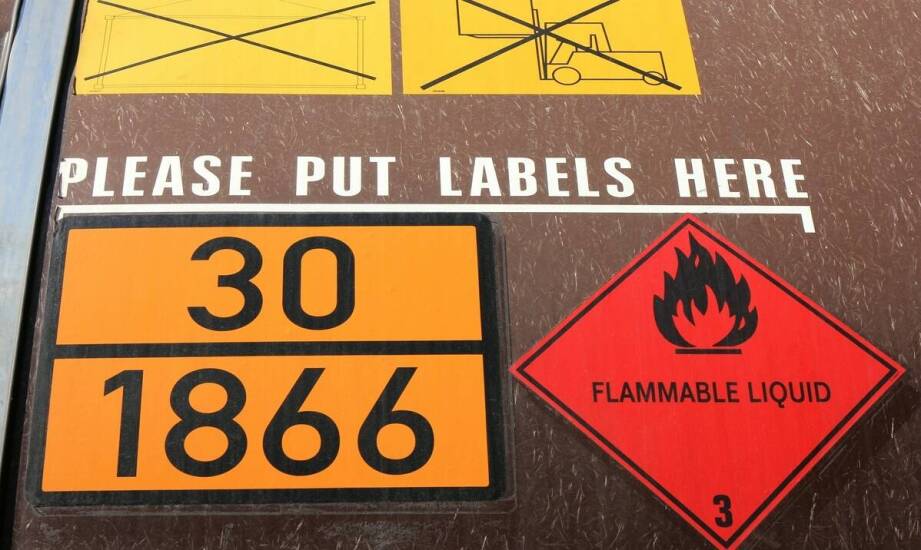 PLEASE PUT LABELS HERE
30
1866
FLAMMABLE LIQUID
3